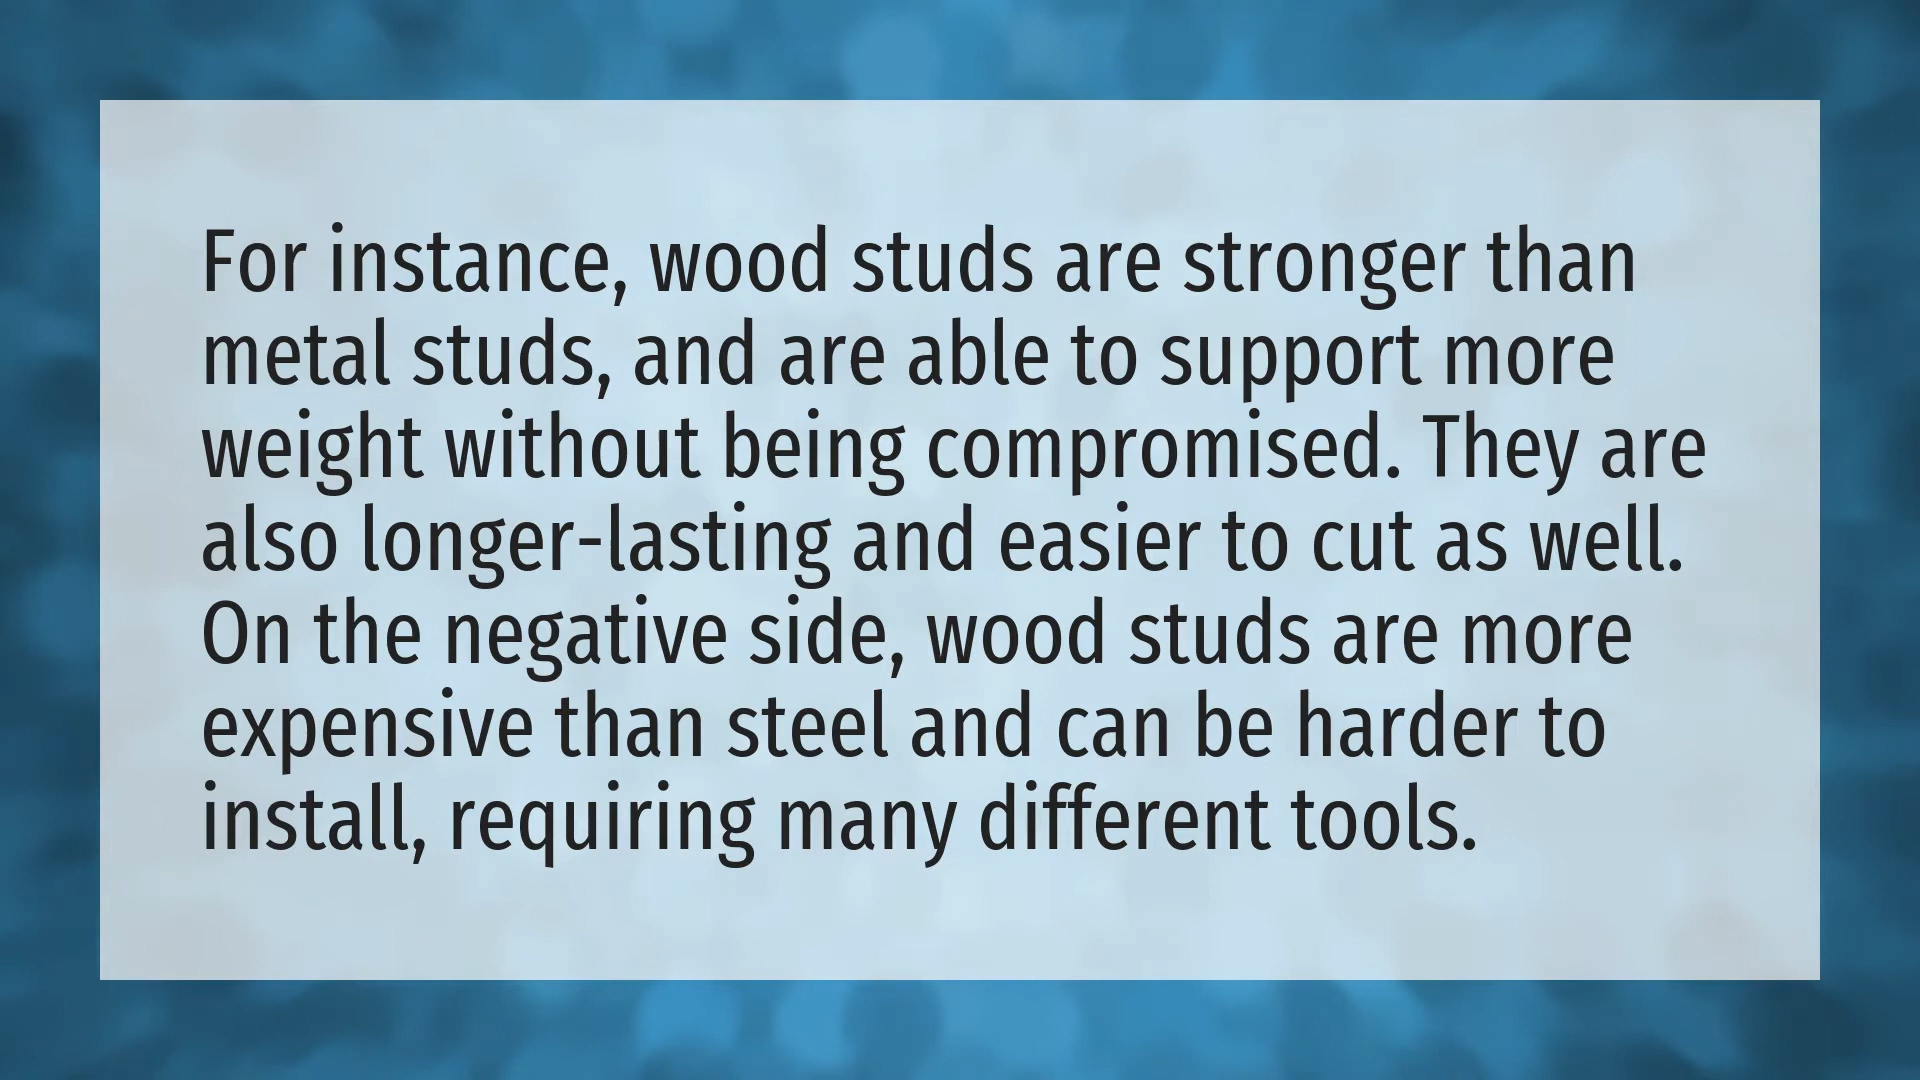 For instance, wood studs are stronger than
metal studs, and are able to support more
weight without being compromised. They are
also longer-lasting and easier to cut as well.
On the negative side, wood studs are more
expensive than steel and can be harder to
install, requiring many different tools.